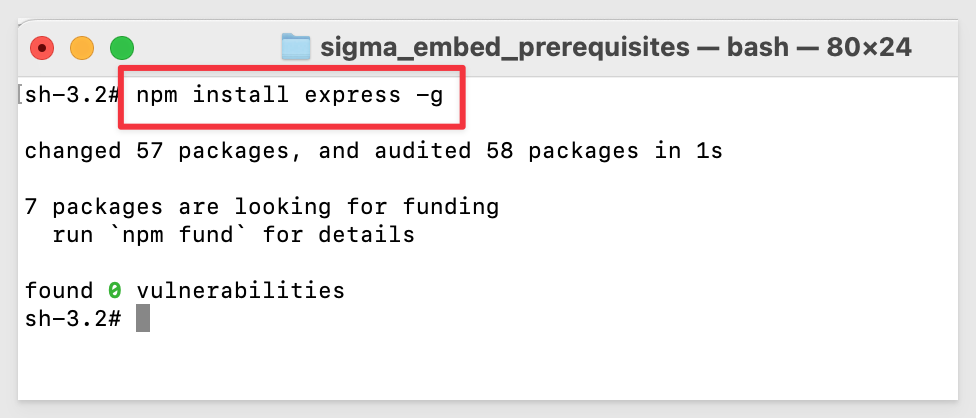 sigma_embed_prerequisites — bash — 80×24
sh-3.2# npm install express -g
changed 57 packages, and audited 58 packages in 1s
7 packages are looking for funding
run `npm fund` for details
found 0 vulnerabilities
sh-3.2#